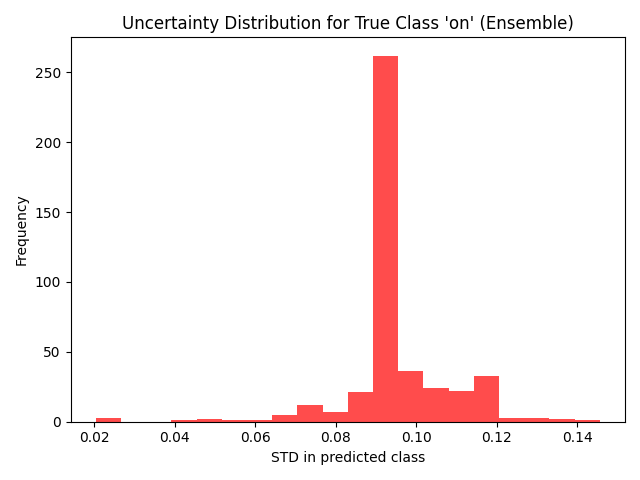 Uncertainty Distribution for True Class 'on' (Ensemble)
Frequency
250
200
150
100
50
0
0.02 0.04 0.06 0.08 0.10 0.12 0.14
STD in predicted class